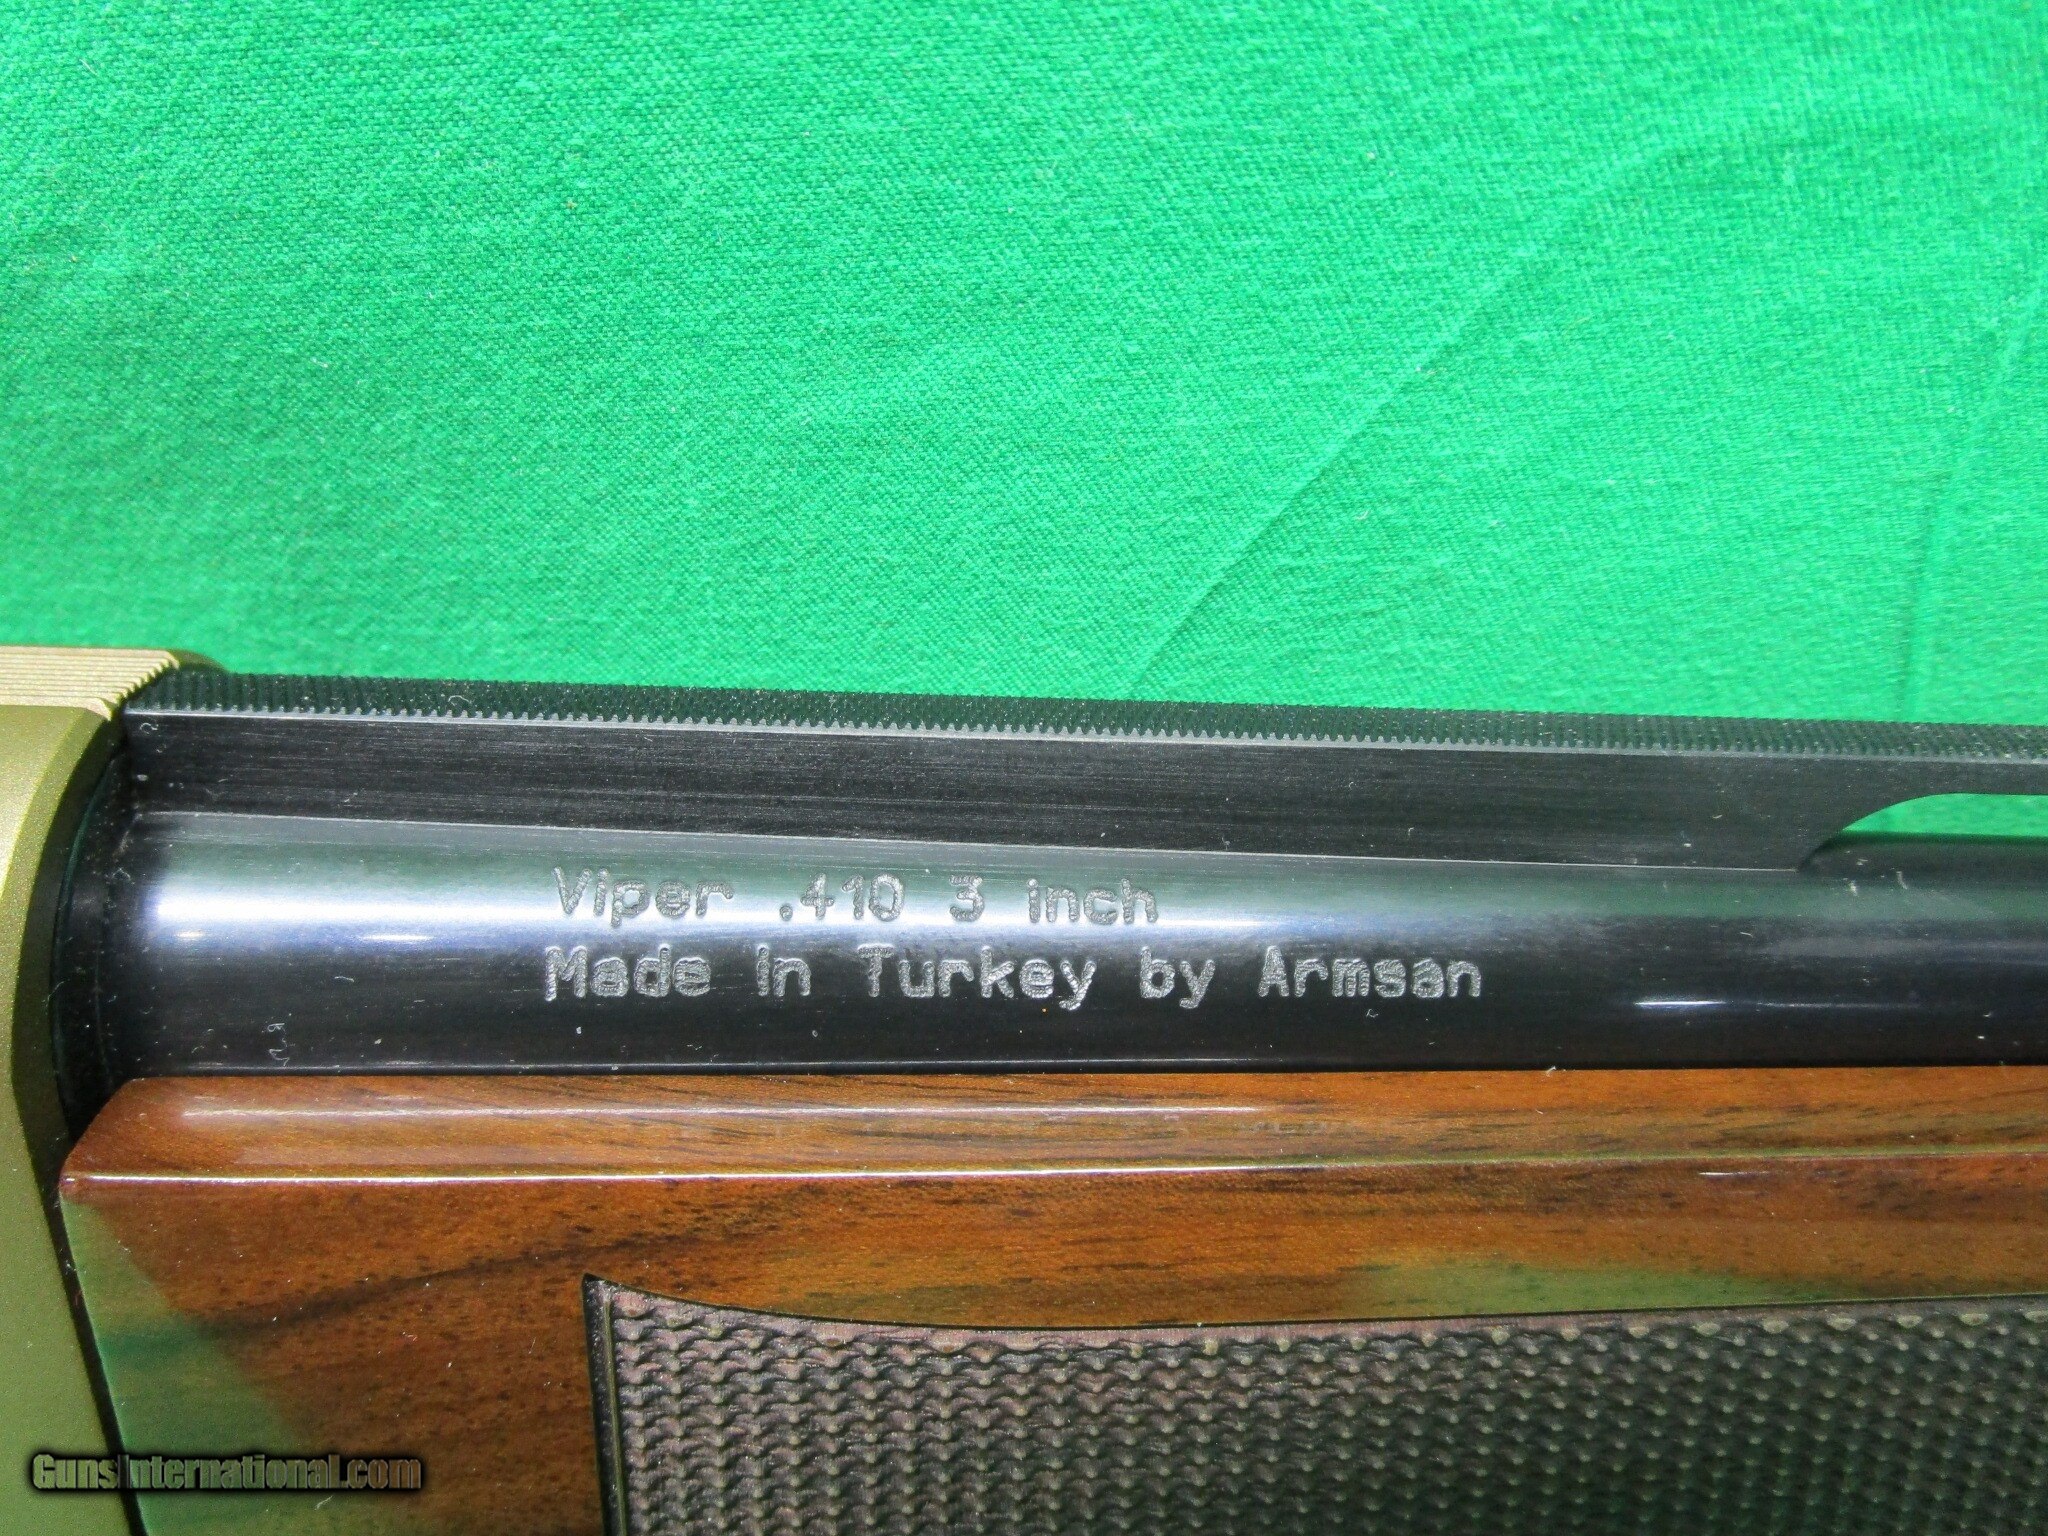 Viper .410 3 inch
Made in Turkey by Armsan
GunsInternational.com